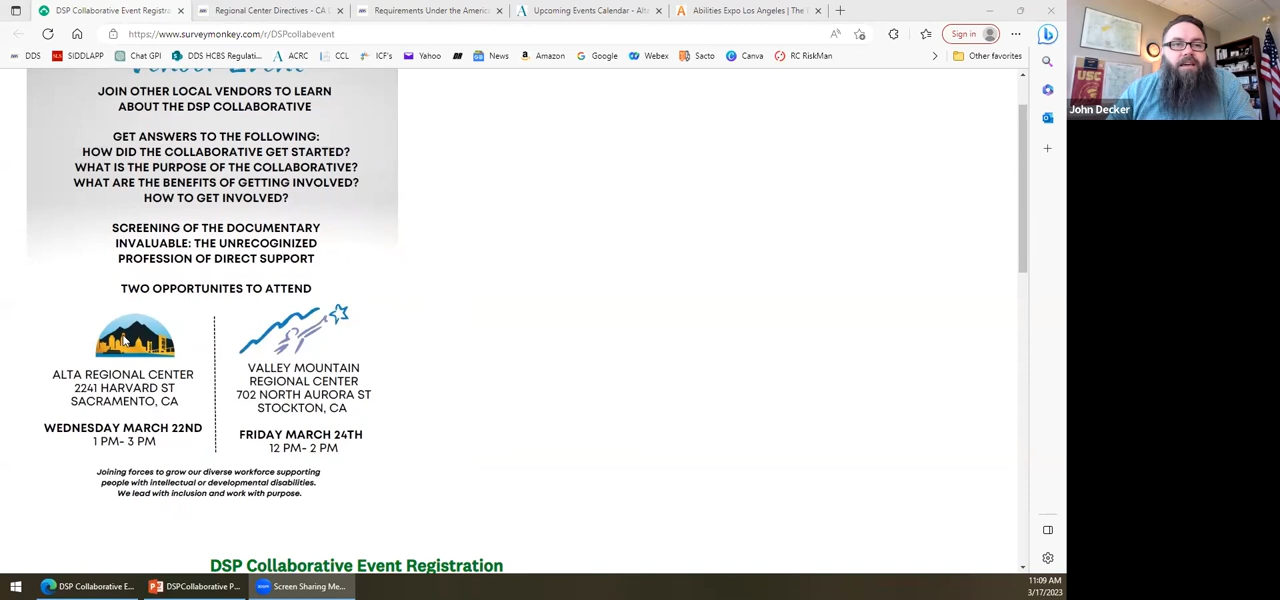 DSP Collaborative Event Registra
Regional Center Directives - CA D
Requirements Under the America
Upcoming Events Calendar - Alta
Abilities Expo Los Angeles | The
https://www.surveymonkey.com/r/DSPcollabevent
Sign in
DDS
SIDDLAPP
Chat GPI
DDS HCBS Regulati...
ACRC
CCL
ICF's
Yahoo
News
Amazon
Google
Webex
Sacto
Canva
RC RiskMan
Other favorites
Vendor Event
JOIN OTHER LOCAL VENDORS TO LEARN
ABOUT THE DSP COLLABORATIVE
GET ANSWERS TO THE FOLLOWING:
HOW DID THE COLLABORATIVE GET STARTED?
WHAT IS THE PURPOSE OF THE COLLABORATIVE?
WHAT ARE THE BENEFITS OF GETTING INVOLVED?
HOW TO GET INVOLVED?
SCREENING OF THE DOCUMENTARY
INVALUABLE: THE UNRECOGINIZED
PROFESSION OF DIRECT SUPPORT
TWO OPPORTUNITES TO ATTEND
ALTA REGIONAL CENTER
2241 HARVARD ST
SACRAMENTO, CA
WEDNESDAY MARCH 22ND
1 PM- 3 PM
VALLEY MOUNTAIN
REGIONAL CENTER
702 NORTH AURORA ST
STOCKTON, CA
FRIDAY MARCH 24TH
12 PM- 2 PM
Joining forces to grow our diverse workforce supporting
people with intellectual or developmental disabilities.
We lead with inclusion and work with purpose.
DSP Collaborative Event Registration
USC
John Decker
DSP Collaborative E...
DSPCollaborative P...
Screen Sharing Me...
11:09 AM
3/17/2023